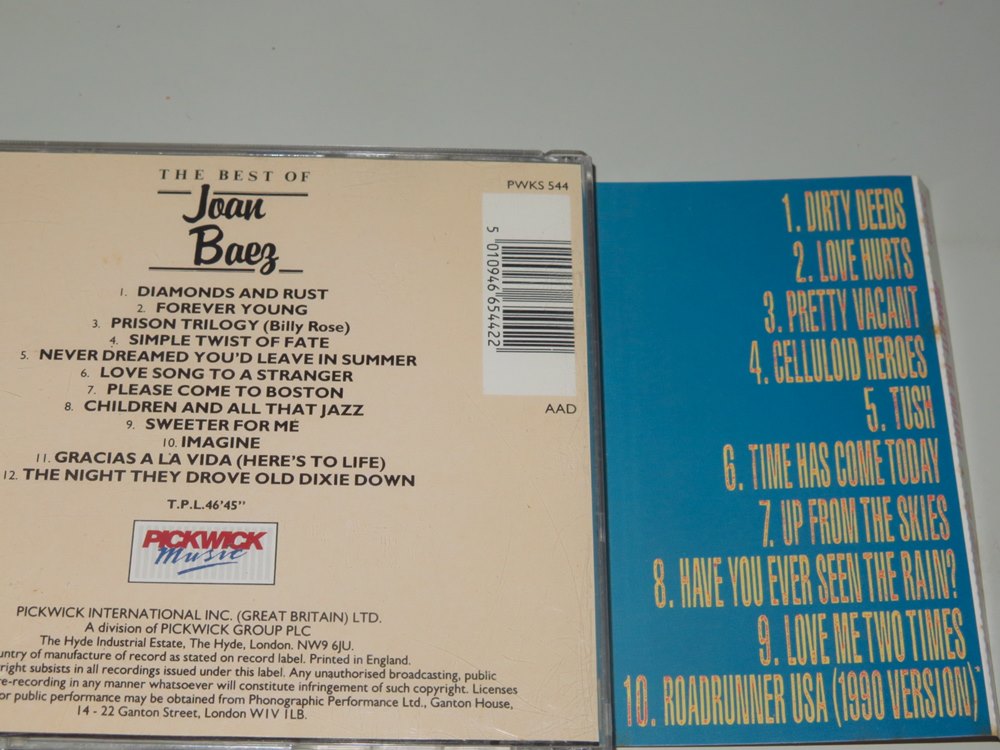 THE BEST OF
Joan
Baez
PWKS 544
5 010946 654422
AAD
1. DIAMONDS AND RUST
2. FOREVER YOUNG
3. PRISON TRILOGY (Billy Rose)
4. SIMPLE TWIST OF FATE
5. NEVER DREAMED YOU'D LEAVE IN SUMMER
6. LOVE SONG TO A STRANGER
7. PLEASE COME TO BOSTON
8. CHILDREN AND ALL THAT JAZZ
9. SWEETER FOR ME
10. IMAGINE
11. GRACIAS A LA VIDA (HERE'S TO LIFE)
12. THE NIGHT THEY DROVE OLD DIXIE DOWN
T.P.L.46'45"
PICKWICK
Music
PICKWICK INTERNATIONAL INC. (GREAT BRITAIN) LTD.
A division of PICKWICK GROUP PLC
The Hyde Industrial Estate, The Hyde, London. NW9 6JU.
untry of manufacture of record as stated on record label. Printed in England.
right subsists in all recordings issued under this label. Any unauthorised broadcasting, public
re-recording in any manner whatsoever will constitute infringement of such copyright. Licenses
or public performance may be obtained from Phonographic Performance Ltd., Ganton House,
14 - 22 Ganton Street, London W1V 1LB.
1. DIRTY DEEDS
2. LOVE HURTS
3. PRETTY VACANT
4. CELLULOID HEROES
5. TUSH
6. TIME HAS COME TODAY
7. UP FROM THE SKIES
8. HAVE YOU EVER SEEN THE RAIN?
9. LOVE ME TWO TIMES
10. ROADRUNNER USA (1990 VERSION)*